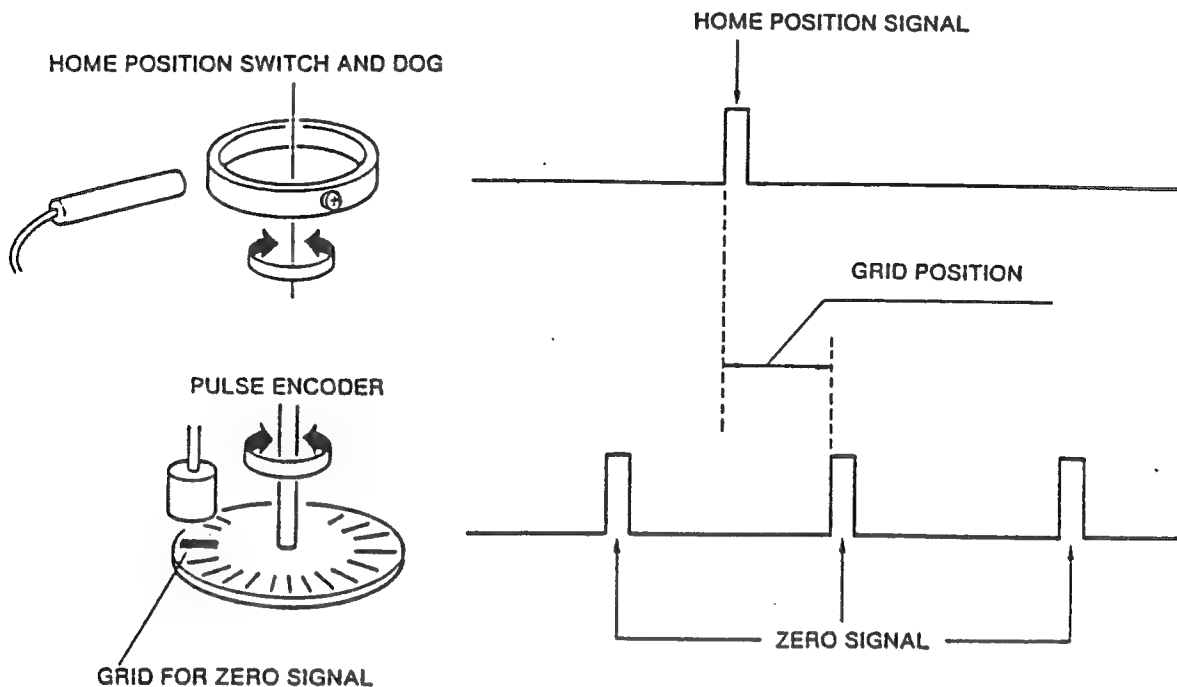 HOME POSITION SIGNAL
HOME POSITION SWITCH AND DOG
GRID POSITION
PULSE ENCODER
ZERO SIGNAL
GRID FOR ZERO SIGNAL